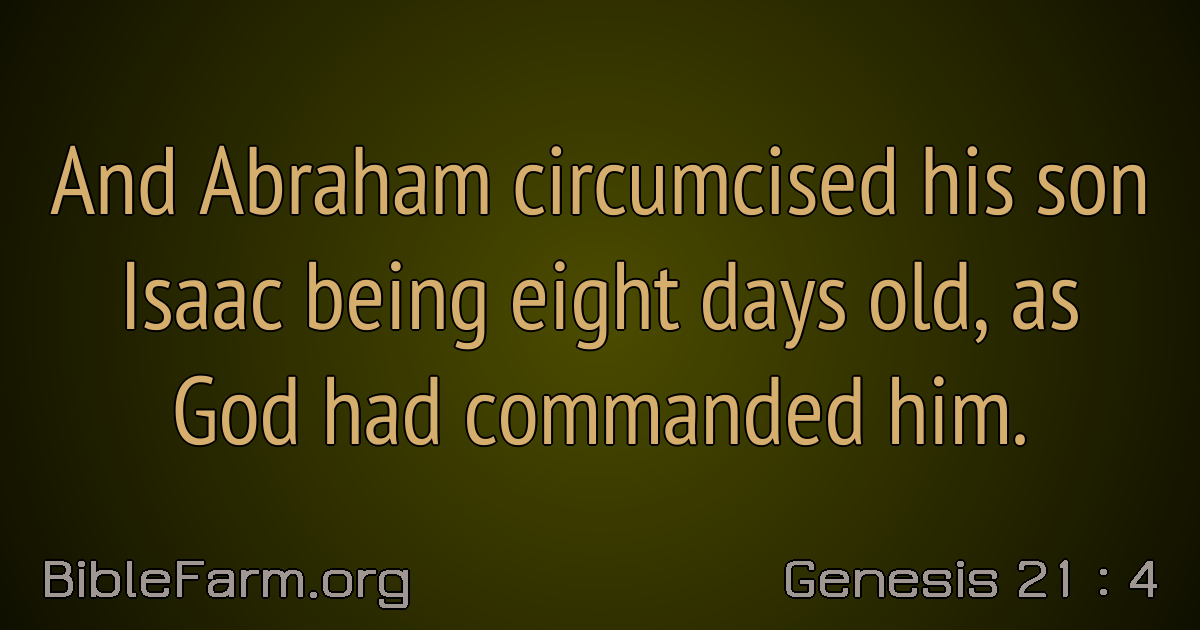 And Abraham circumcised his son
Isaac being eight days old, as
God had commanded him.
BibleFarm.org
Genesis 21 : 4